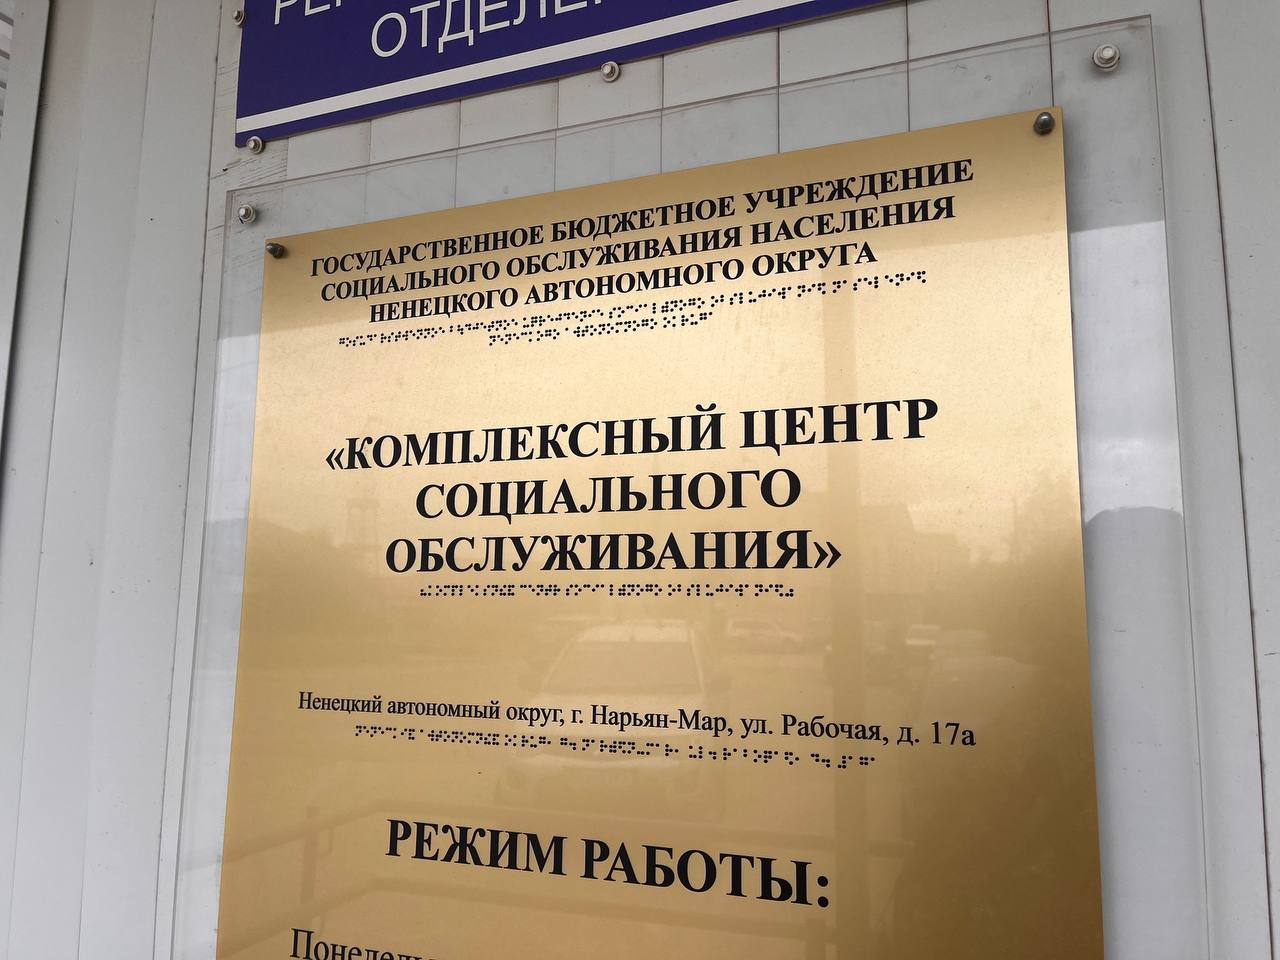 ОТДЕЛЕ
ГОСУДАРСТВЕННОЕ БЮДЖЕТНОЕ УЧРЕЖДЕНИЕ
СОЦИАЛЬНОГО ОБСЛУЖИВАНИЯ НАСЕЛЕНИЯ
НЕНЕЦКОГО АВТОНОМНОГО ОКРУГА
«КОМПЛЕКСНЫЙ ЦЕНТР
СОЦИАЛЬНОГО
ОБСЛУЖИВАНИЯ»
Ненецкий автономный округ, г. Нарьян-Мар, ул. Рабочая, д. 17а
РЕЖИМ РАБОТЫ:
Понедель